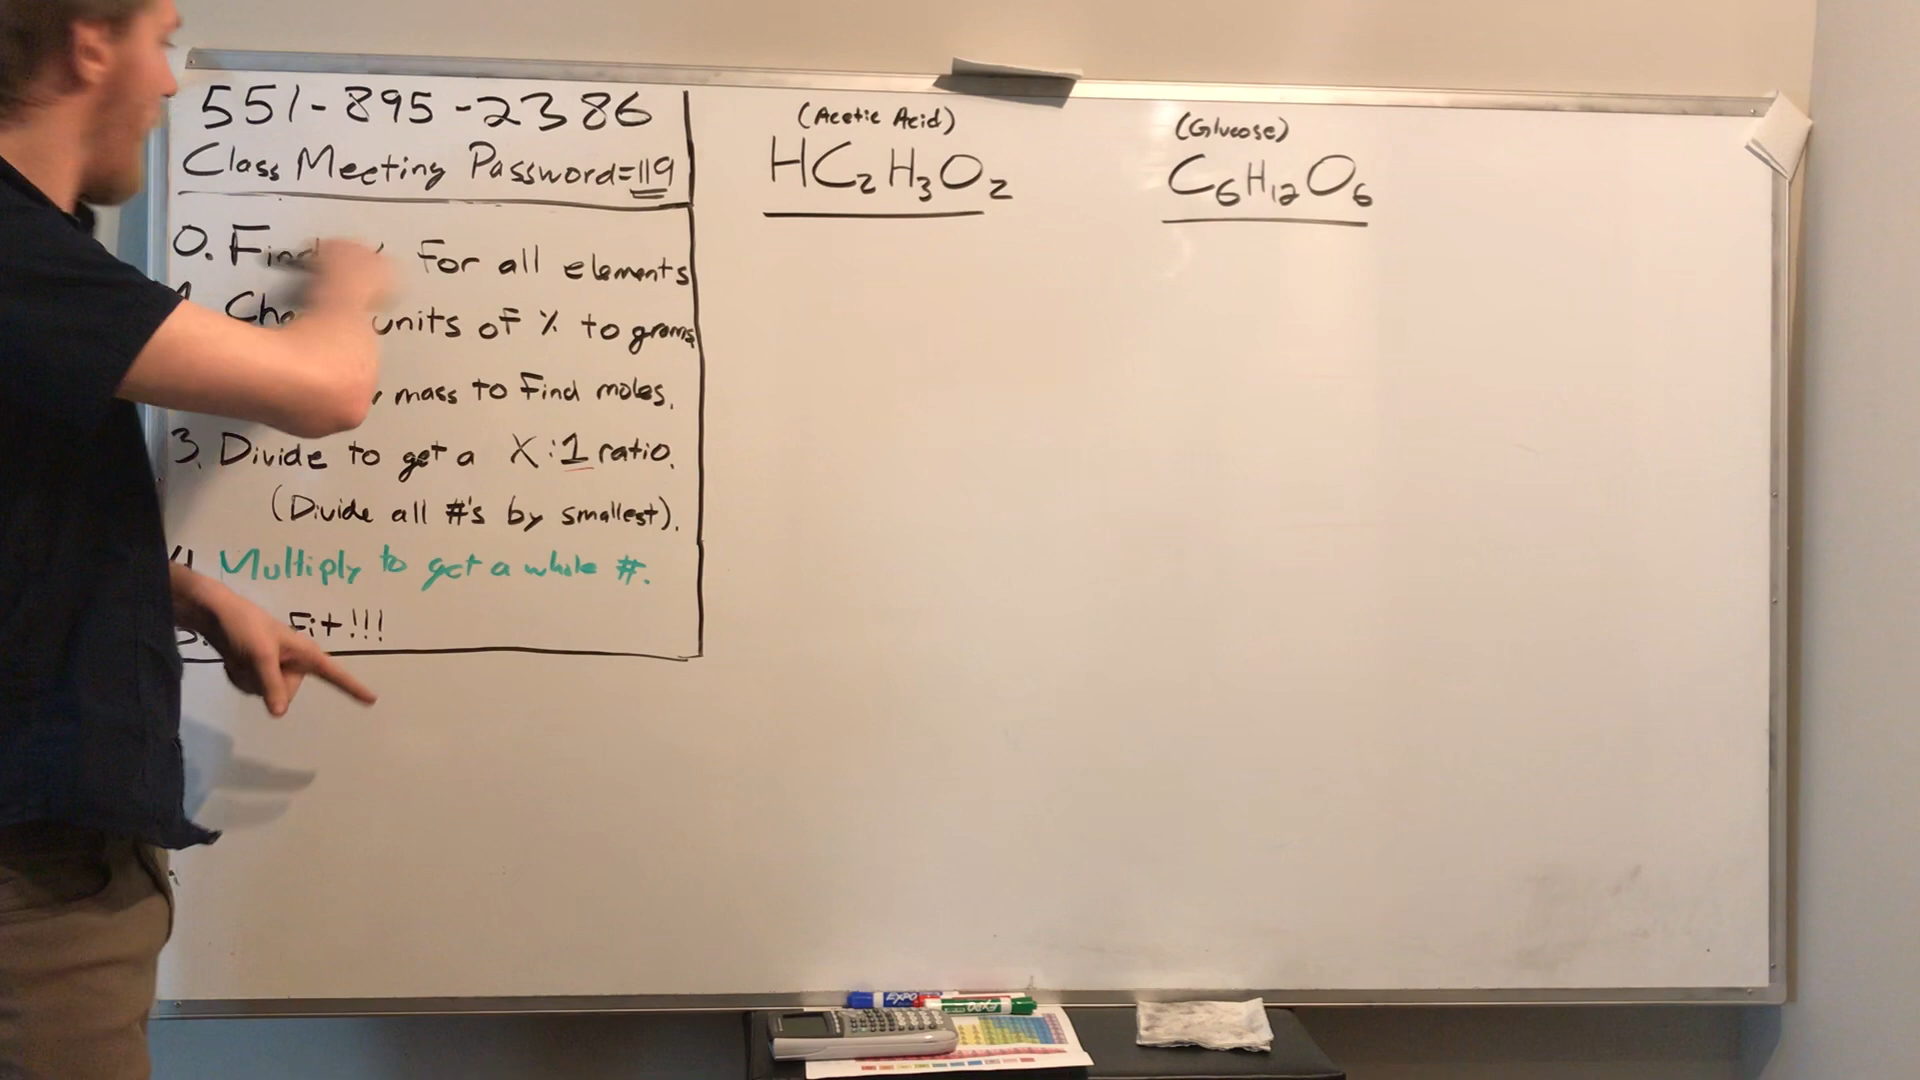 551-895-2386
Class Meeting Password=119
0. Find % for all elements
units of % to grams
mass to find moles.
3. Divide to get a X:1 ratio.
(Divide all #'s by smallest).
4. Multiply to get a whole #.
Fit!!!
(Acetic Acid)
HC₂H₃O₂
(Glucose)
C₆H₁₂O₆
EXPO
EXPO